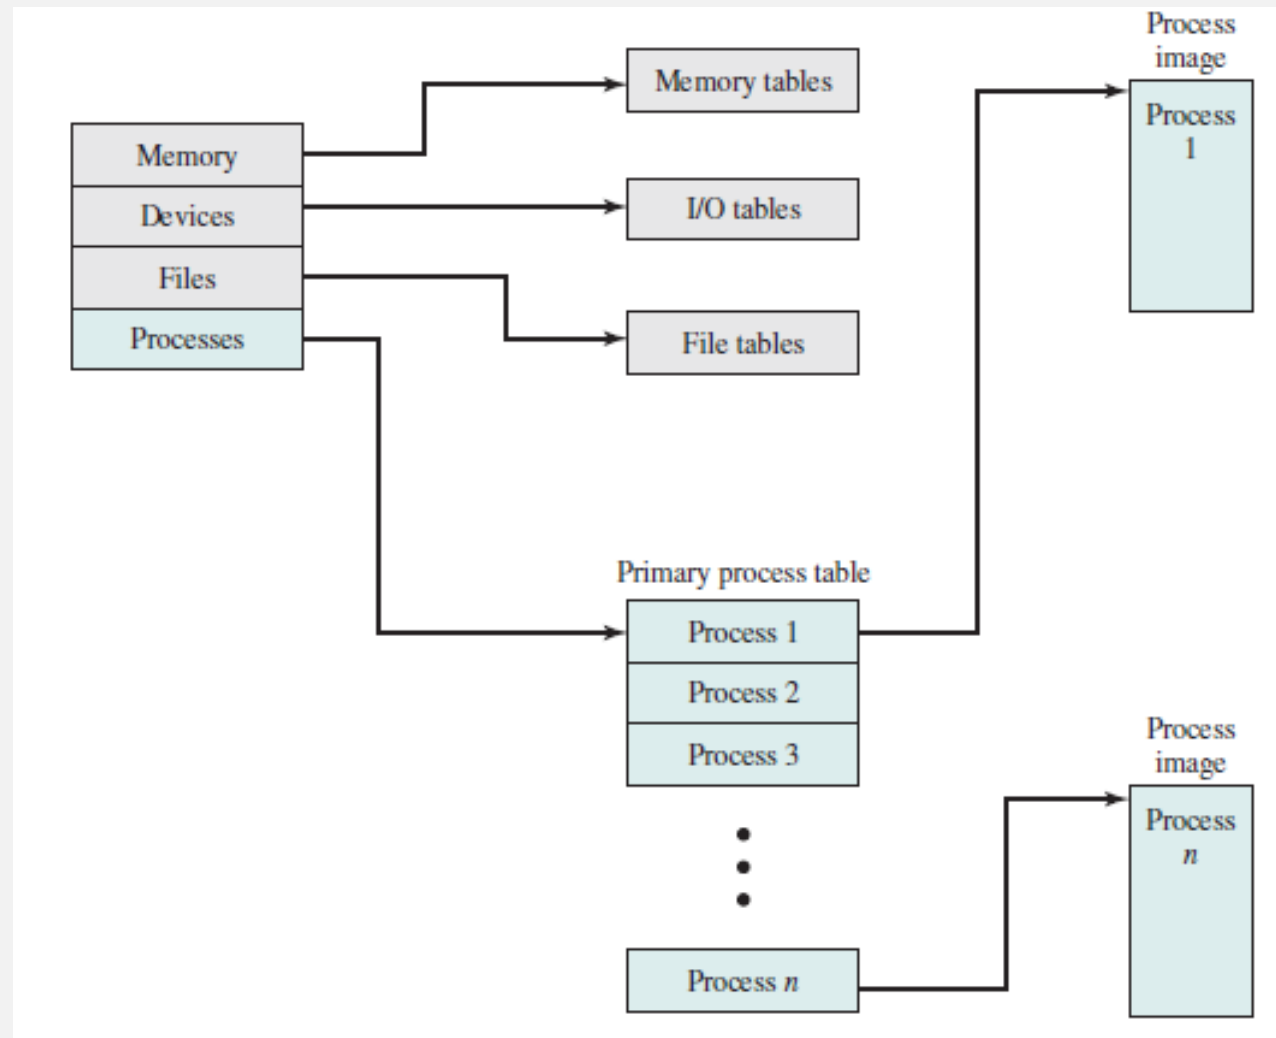 Memory
Devices
Files
Processes
Memory tables
I/O tables
File tables
Primary process table
Process 1
Process 2
Process 3
Process n
Process
image
Process
1
Process
image
Process
n